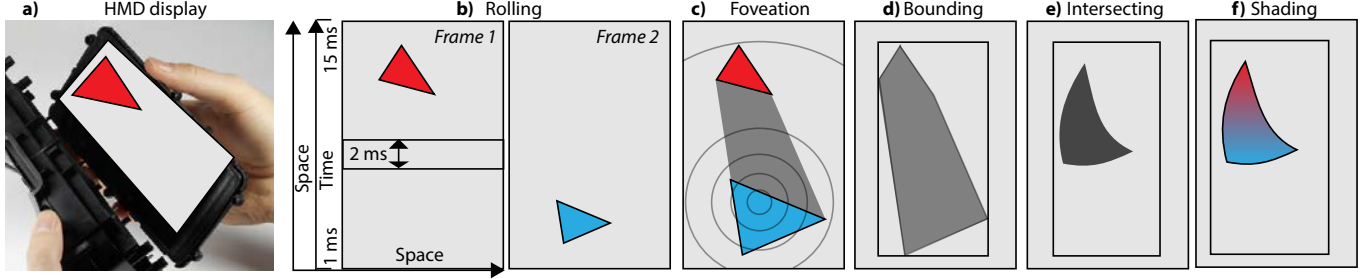 a) HMD display
b) Rolling
c) Foveation
d) Bounding
e) Intersecting
f) Shading
Space
Time
15 ms
1 ms
Frame 1
2 ms
Space
Frame 2